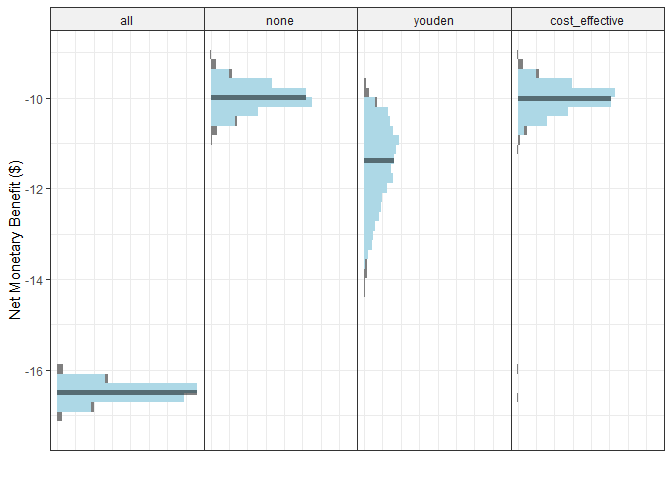 all
none
youden
cost_effective
Net Monetary Benefit ($)
-10
-12
-14
-16